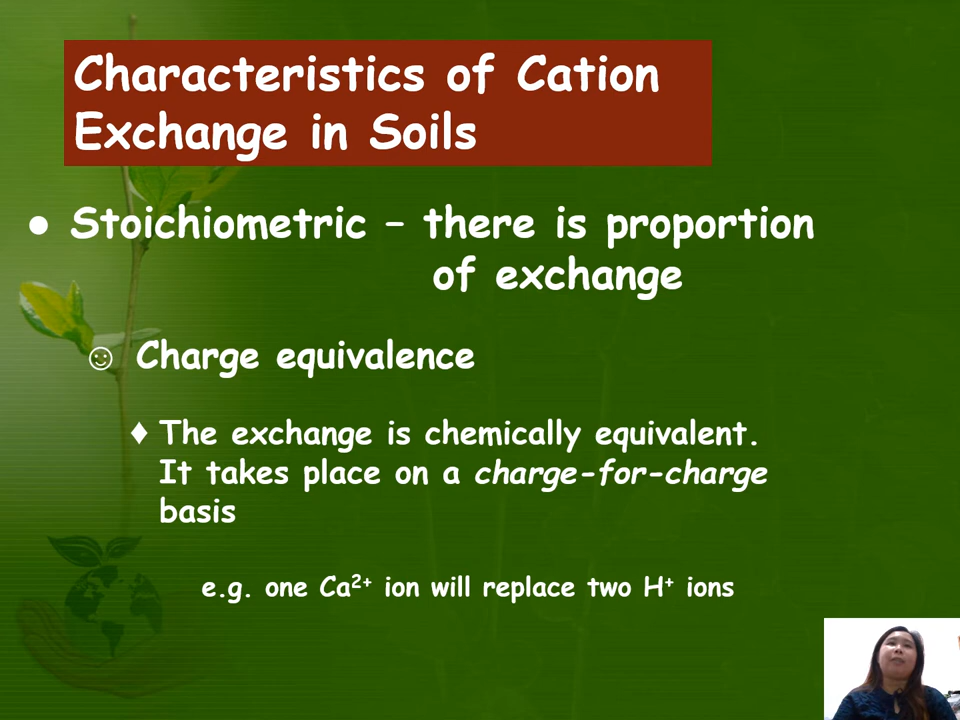 Characteristics of Cation
Exchange in Soils
● Stoichiometric – there is proportion
of exchange
☺ Charge equivalence
♦ The exchange is chemically equivalent.
It takes place on a charge-for-charge
basis
e.g. one Ca²⁺ ion will replace two H⁺ ions